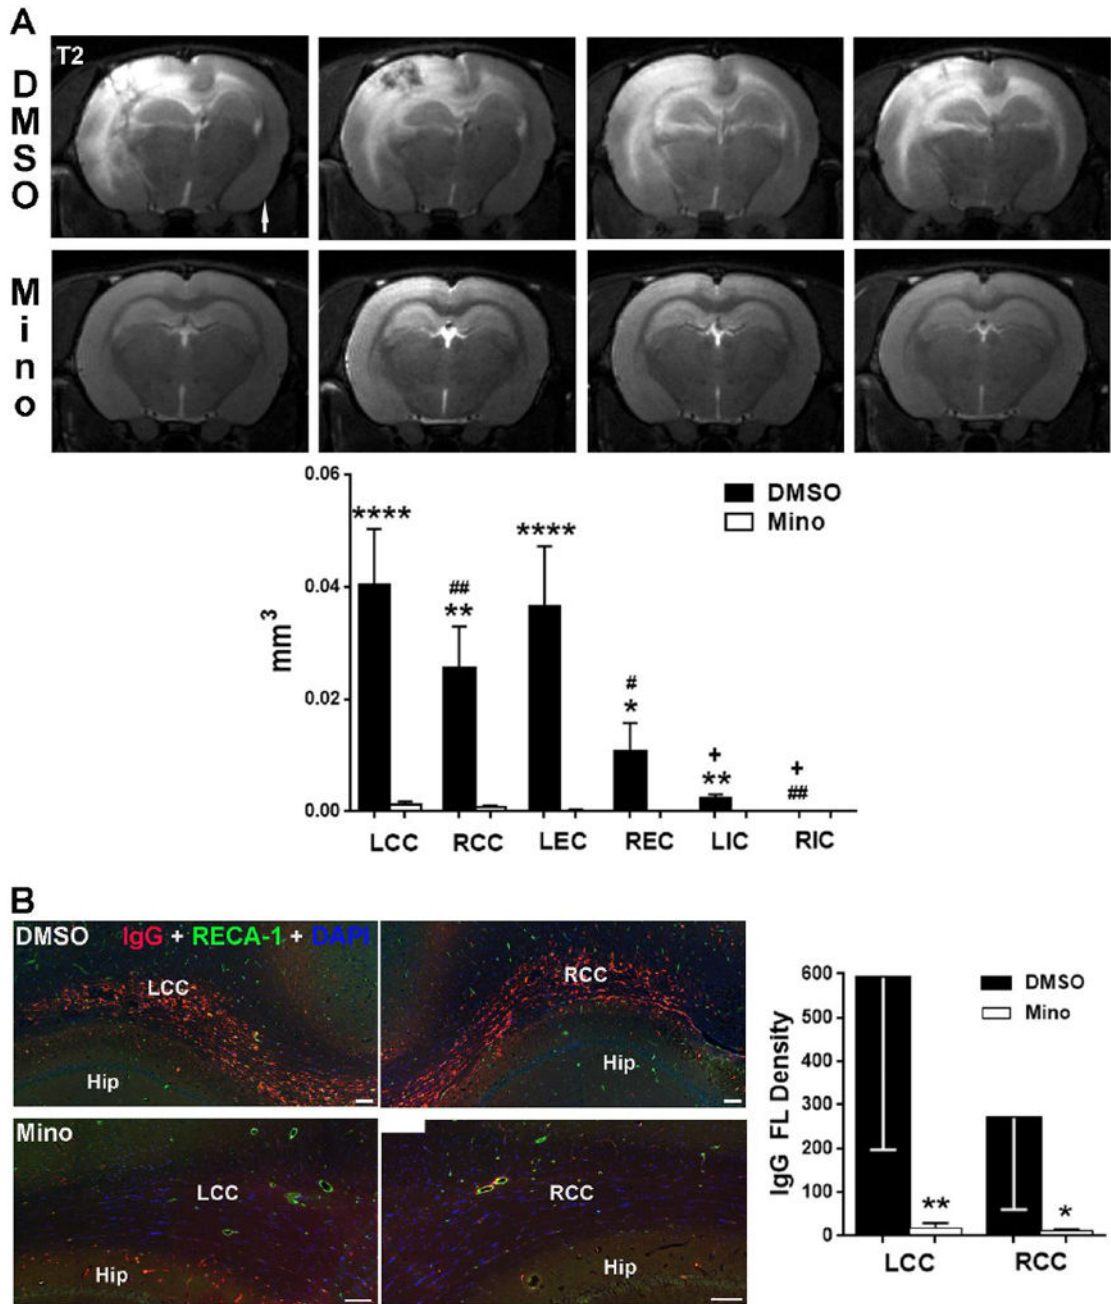 A
DMSO
T2
Mino
0.06
0.04
0.02
0.00
mm³
DMSO
Mino
****
##
**
****
#
*
+
**
+
##
LCC RCC LEC REC LIC RIC
B
DMSO IgG + RECA-1 + DAPI
LCC
Hip
RCC
Hip
Mino
LCC
Hip
RCC
Hip
IgG FL Density
600
500
400
300
200
100
0
DMSO
Mino
**
*
LCC RCC